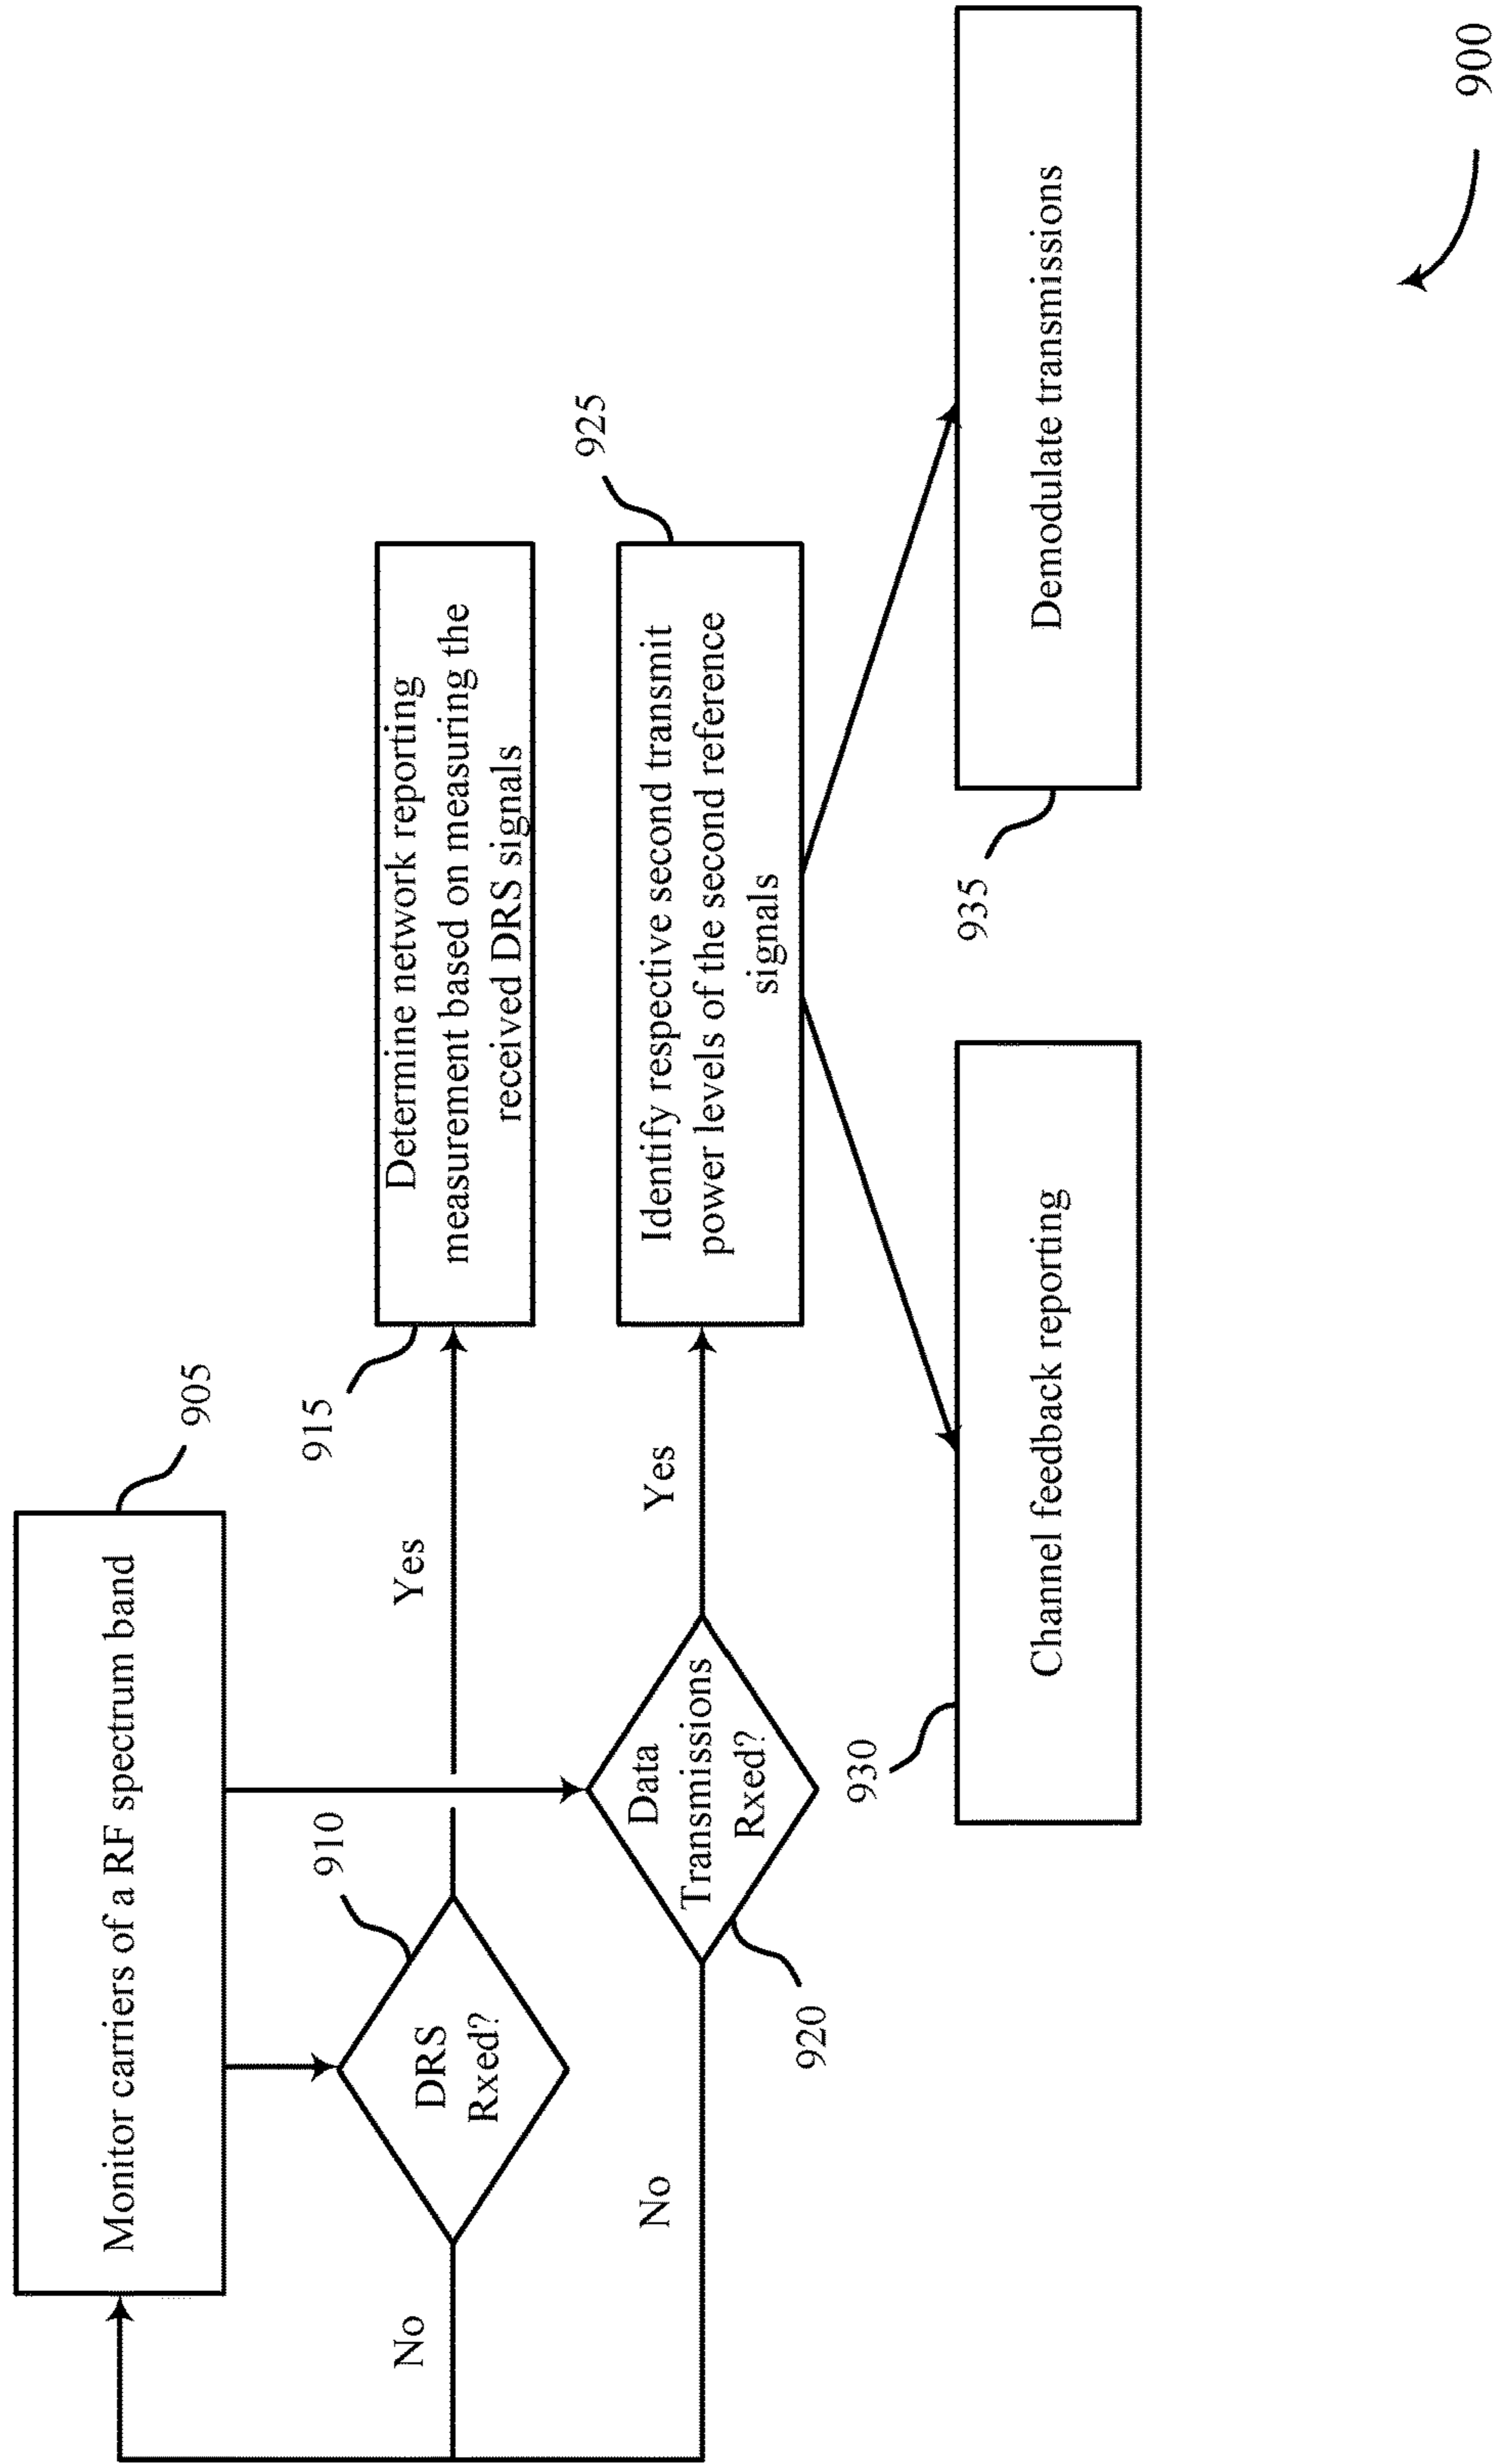 Monitor carriers of a RF spectrum band
905
DRS
Rxed?
910
No
Yes
915
Determine network reporting
measurement based on measuring the
received DRS signals
Data
Transmissions
Rxed?
920
No
Yes
925
Identify respective second transmit
power levels of the second reference
signals
930
Channel feedback reporting
935
Demodulate transmissions
900